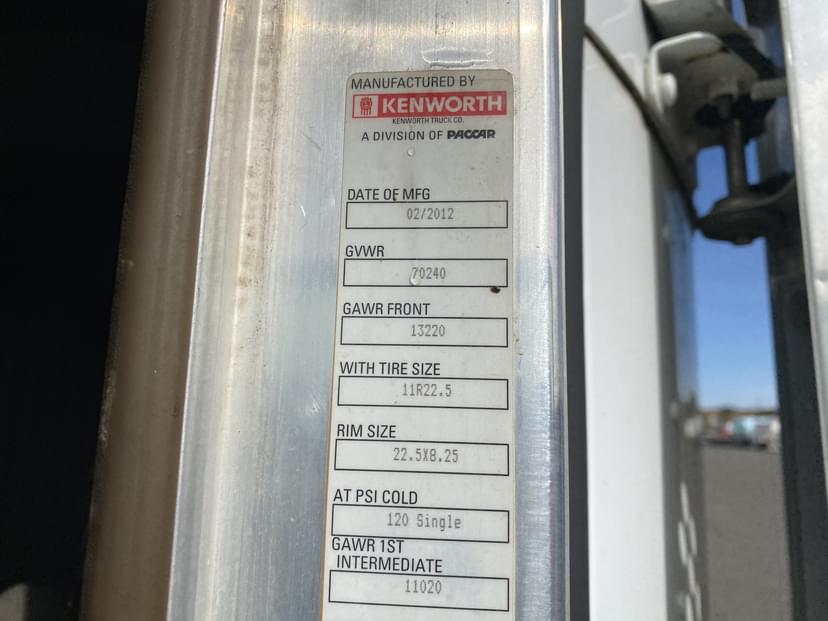 MANUFACTURED BY
KENWORTH
KENWORTH TRUCK CO.
A DIVISION OF PACCAR
DATE OF MFG
02/2012
GVWR
70240
GAWR FRONT
13220
WITH TIRE SIZE
11R22.5
RIM SIZE
22.5X8.25
AT PSI COLD
120 Single
GAWR 1ST
INTERMEDIATE
11020